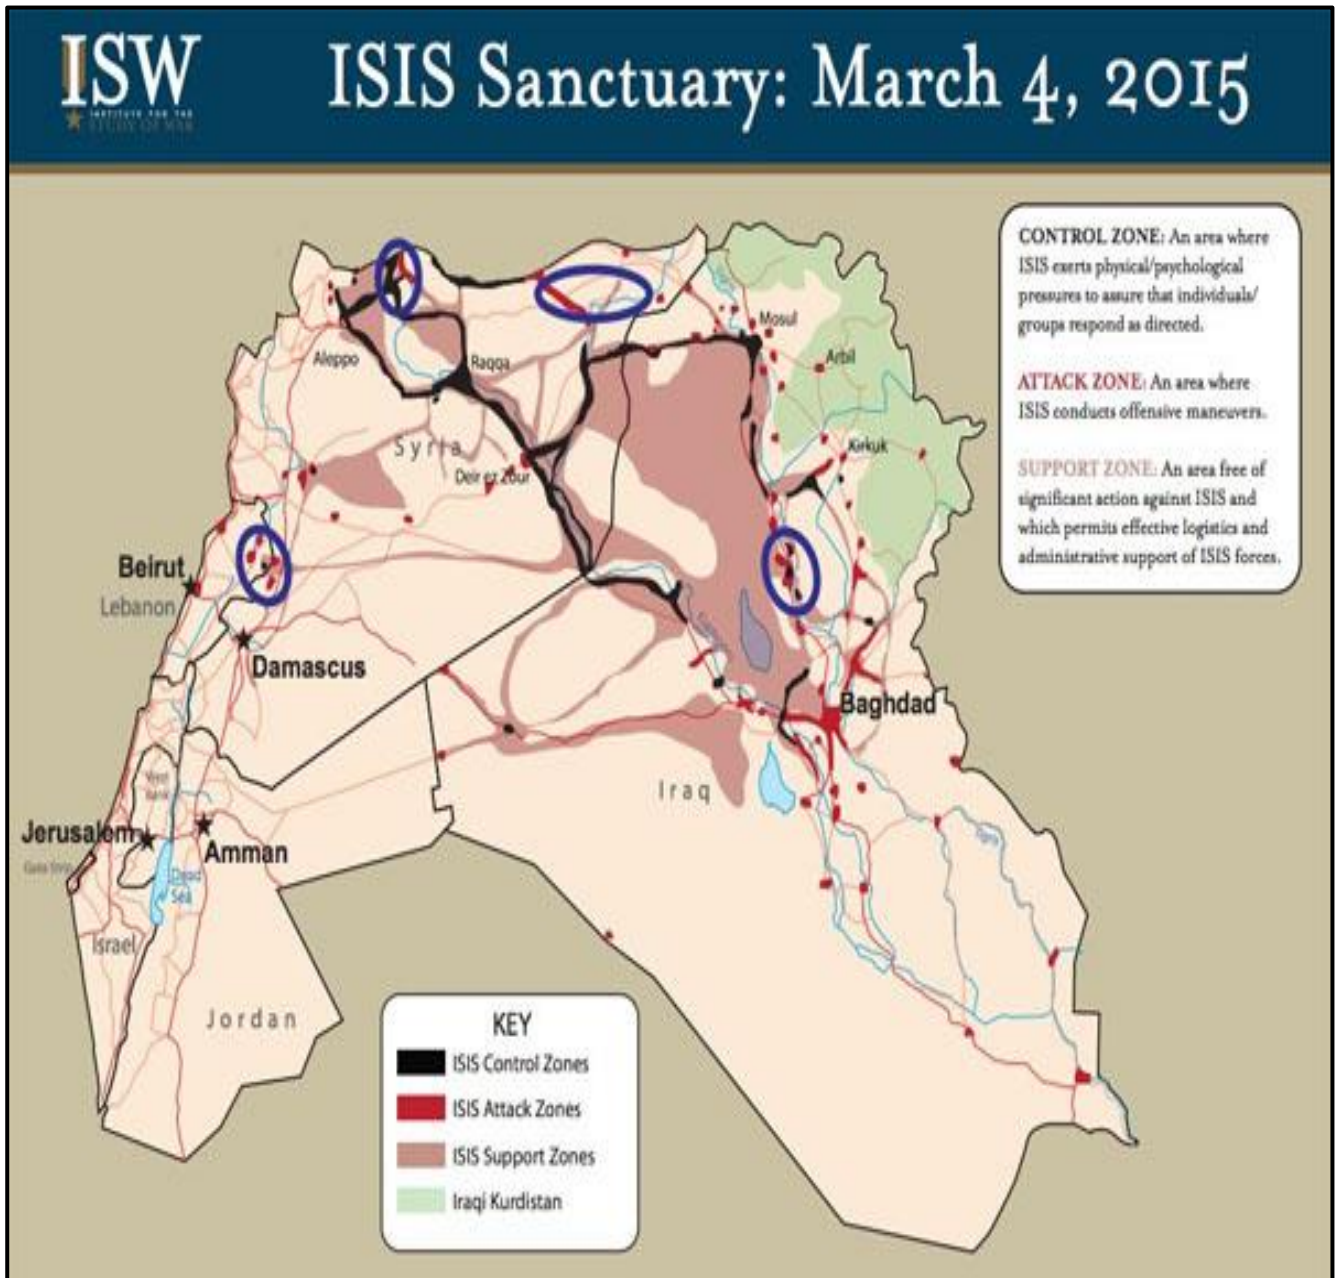 ISW
INSTITUTE FOR THE
STUDY OF WAR
ISIS Sanctuary: March 4, 2015
CONTROL ZONE: An area where
ISIS exerts physical/psychological
pressures to assure that individuals/
groups respond as directed.
ATTACK ZONE: An area where
ISIS conducts offensive maneuvers.
SUPPORT ZONE: An area free of
significant action against ISIS and
which permits effective logistics and
administrative support of ISIS forces.
Mosul
Aleppo
Raqqa
Arbil
Syria
Kirkuk
Deir ez Zour
Beirut
Lebanon
Damascus
Baghdad
West
Bank
Iraq
Jerusalem
Amman
Gaza Strip
Dead
Sea
Israel
Jordan
KEY
ISIS Control Zones
ISIS Attack Zones
ISIS Support Zones
Iraqi Kurdistan